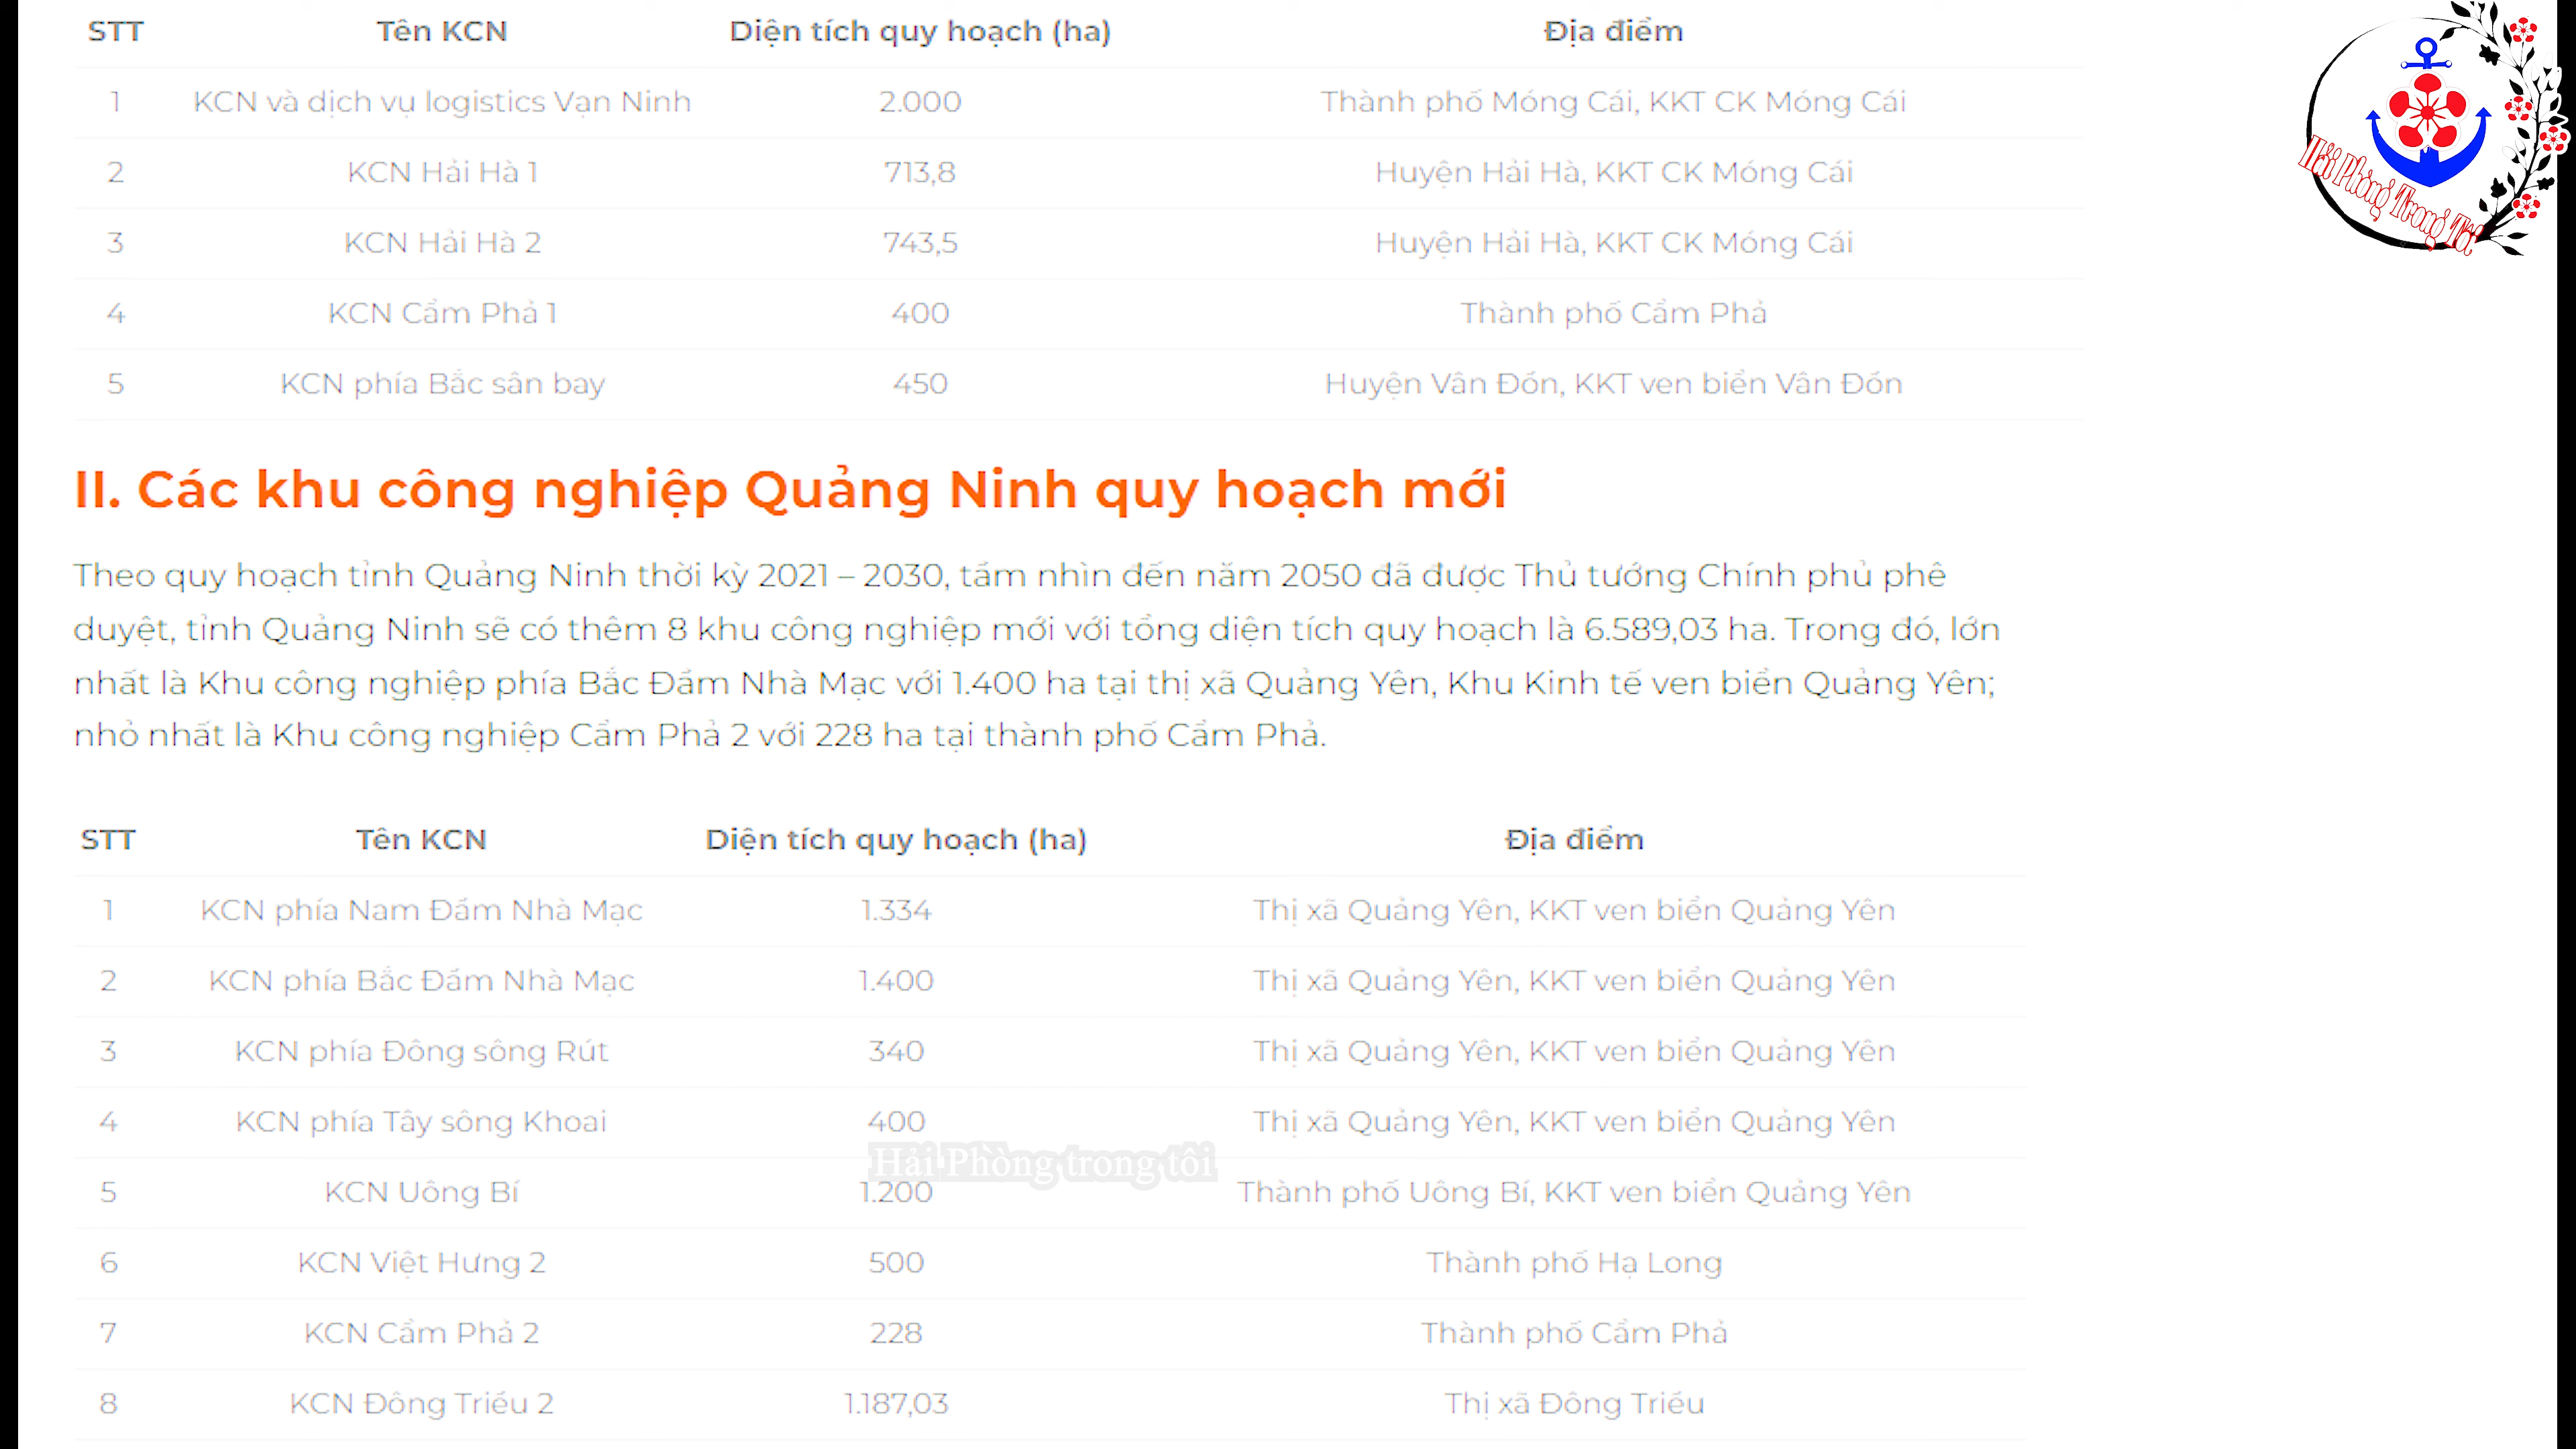 STT Tên KCN Diện tích quy hoạch (ha) Địa điểm
1 KCN và dịch vụ logistics Vạn Ninh 2.000 Thành phố Móng Cái, KKT CK Móng Cái
2 KCN Hải Hà 1 713,8 Huyện Hải Hà, KKT CK Móng Cái
3 KCN Hải Hà 2 743,5 Huyện Hải Hà, KKT CK Móng Cái
4 KCN Cẩm Phả 1 400 Thành phố Cẩm Phả
5 KCN phía Bắc sân bay 450 Huyện Vân Đồn, KKT ven biển Vân Đồn
Hải Phòng Trong Tôi
II. Các khu công nghiệp Quảng Ninh quy hoạch mới
Theo quy hoạch tỉnh Quảng Ninh thời kỳ 2021 – 2030, tầm nhìn đến năm 2050 đã được Thủ tướng Chính phủ phê
duyệt, tỉnh Quảng Ninh sẽ có thêm 8 khu công nghiệp mới với tổng diện tích quy hoạch là 6.589,03 ha. Trong đó, lớn
nhất là Khu công nghiệp phía Bắc Đầm Nhà Mạc với 1.400 ha tại thị xã Quảng Yên, Khu Kinh tế ven biển Quảng Yên;
nhỏ nhất là Khu công nghiệp Cẩm Phả 2 với 228 ha tại thành phố Cẩm Phả.
STT Tên KCN Diện tích quy hoạch (ha) Địa điểm
1 KCN phía Nam Đầm Nhà Mạc 1.334 Thị xã Quảng Yên, KKT ven biển Quảng Yên
2 KCN phía Bắc Đầm Nhà Mạc 1.400 Thị xã Quảng Yên, KKT ven biển Quảng Yên
3 KCN phía Đông sông Rút 340 Thị xã Quảng Yên, KKT ven biển Quảng Yên
4 KCN phía Tây sông Khoai 400 Thị xã Quảng Yên, KKT ven biển Quảng Yên
Hải Phòng trong tôi
5 KCN Uông Bí 1.200 Thành phố Uông Bí, KKT ven biển Quảng Yên
6 KCN Việt Hưng 2 500 Thành phố Hạ Long
7 KCN Cẩm Phả 2 228 Thành phố Cẩm Phả
8 KCN Đông Triều 2 1.187,03 Thị xã Đông Triều